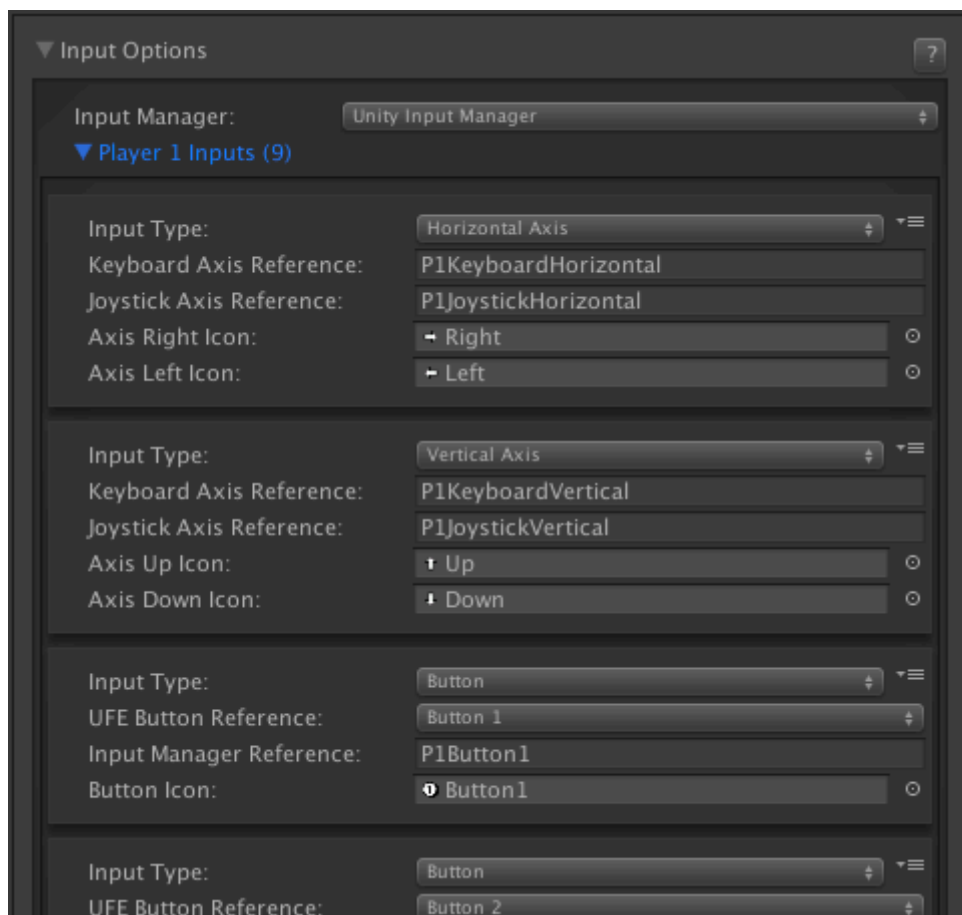 Input Options
?
Input Manager: Unity Input Manager
Player 1 Inputs (9)
Input Type: Horizontal Axis
Keyboard Axis Reference: P1KeyboardHorizontal
Joystick Axis Reference: P1JoystickHorizontal
Axis Right Icon: Right
Axis Left Icon: Left
Input Type: Vertical Axis
Keyboard Axis Reference: P1KeyboardVertical
Joystick Axis Reference: P1JoystickVertical
Axis Up Icon: Up
Axis Down Icon: Down
Input Type: Button
UFE Button Reference: Button 1
Input Manager Reference: P1Button1
Button Icon: Button1
Input Type: Button
UFE Button Reference: Button 2